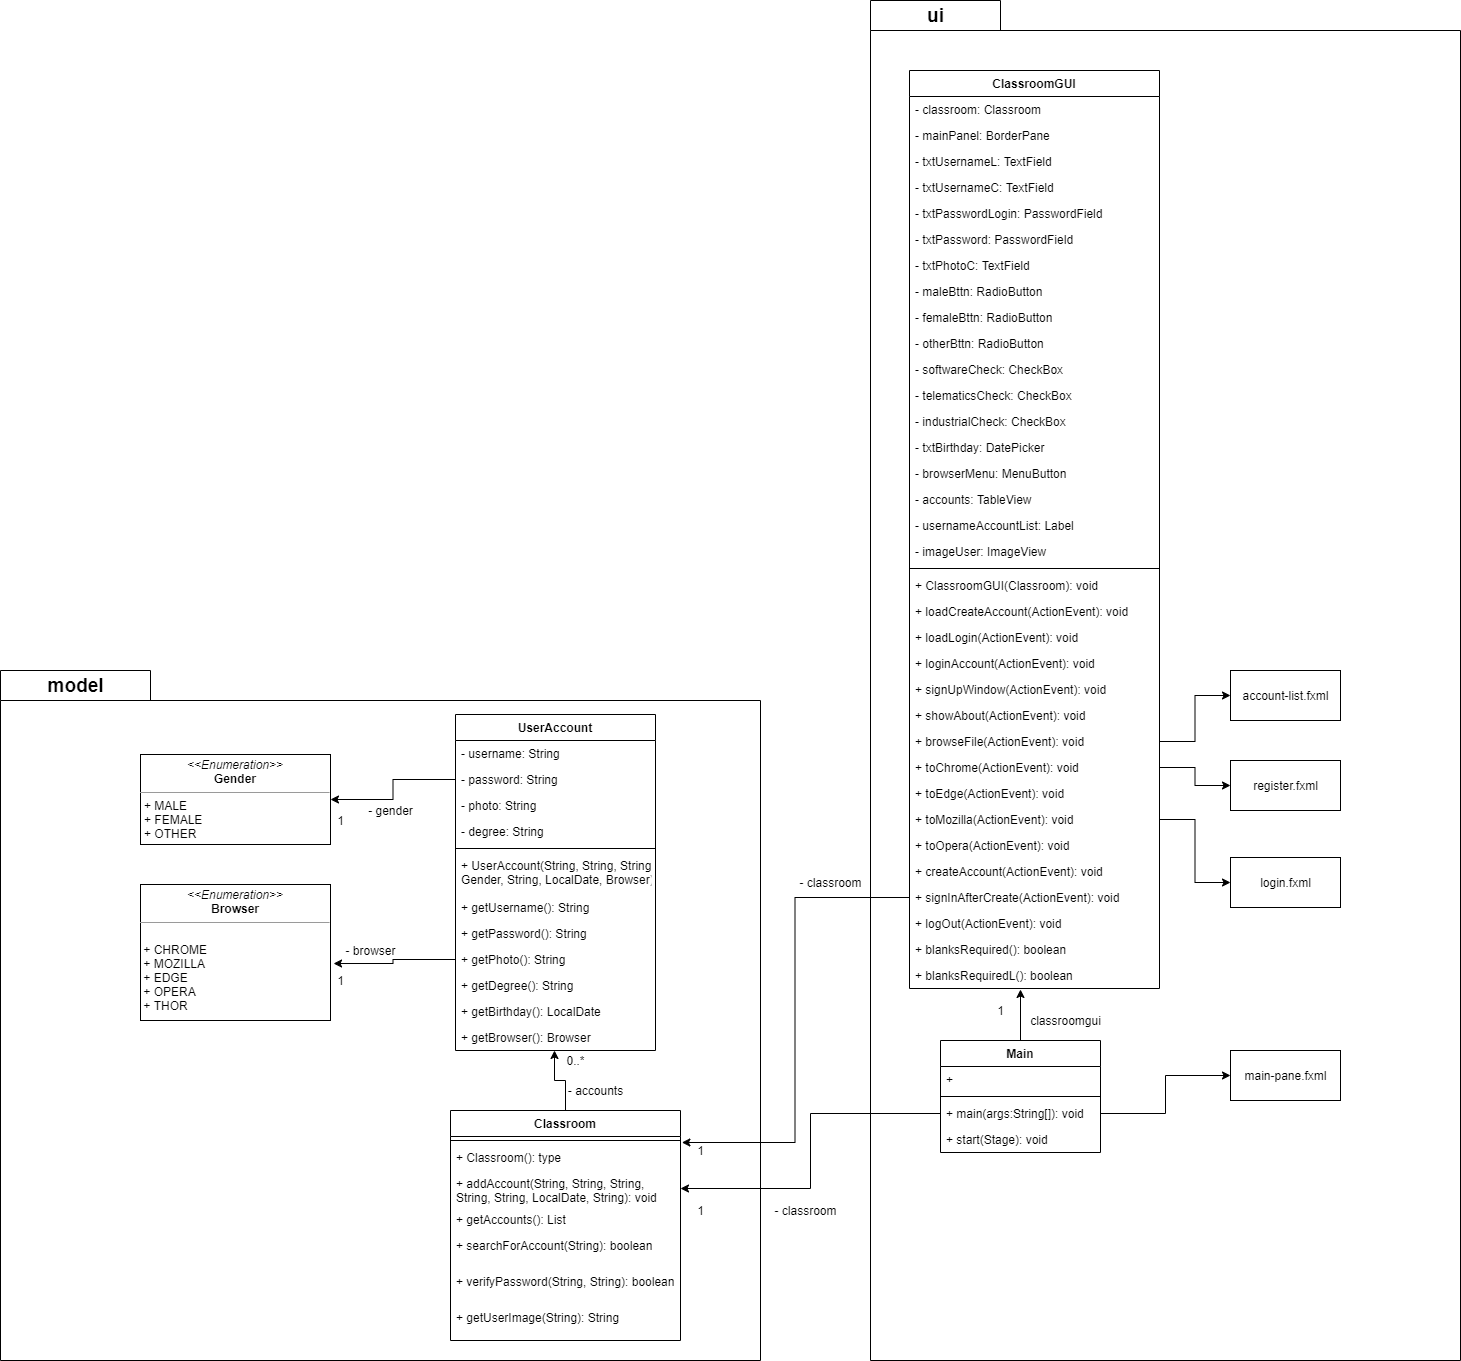 ui
ClassroomGUI
- classroom: Classroom
- mainPanel: BorderPane
- txtUsernameL: TextField
- txtUsernameC: TextField
- txtPasswordLogin: PasswordField
- txtPassword: PasswordField
- txtPhotoC: TextField
- maleBttn: RadioButton
- femaleBttn: RadioButton
- otherBttn: RadioButton
- softwareCheck: CheckBox
- telematicsCheck: CheckBox
- industrialCheck: CheckBox
- txtBirthday: DatePicker
- browserMenu: MenuButton
- accounts: TableView
- usernameAccountList: Label
- imageUser: ImageView
+ ClassroomGUI(Classroom): void
+ loadCreateAccount(ActionEvent): void
+ loadLogin(ActionEvent): void
+ loginAccount(ActionEvent): void
+ signUpWindow(ActionEvent): void
+ showAbout(ActionEvent): void
+ browseFile(ActionEvent): void
+ toChrome(ActionEvent): void
+ toEdge(ActionEvent): void
+ toMozilla(ActionEvent): void
+ toOpera(ActionEvent): void
+ createAccount(ActionEvent): void
+ signInAfterCreate(ActionEvent): void
+ logOut(ActionEvent): void
+ blanksRequired(): boolean
+ blanksRequiredL(): boolean
account-list.fxml
register.fxml
login.fxml
1
classroomgui
Main
+
+ main(args:String[]): void
+ start(Stage): void
main-pane.fxml
model
UserAccount
- username: String
- password: String
- photo: String
- degree: String
+ UserAccount(String, String, String
Gender, String, LocalDate, Browser)
+ getUsername(): String
+ getPassword(): String
+ getPhoto(): String
+ getDegree(): String
+ getBirthday(): LocalDate
+ getBrowser(): Browser
<<Enumeration>>
Gender
+ MALE
+ FEMALE
+ OTHER
- gender
1
<<Enumeration>>
Browser
+ CHROME
+ MOZILLA
+ EDGE
+ OPERA
+ THOR
- browser
1
0..*
- accounts
Classroom
+ Classroom(): type
+ addAccount(String, String, String,
String, String, LocalDate, String): void
+ getAccounts(): List
+ searchForAccount(String): boolean
+ verifyPassword(String, String): boolean
+ getUserImage(String): String
- classroom
1
1
- classroom